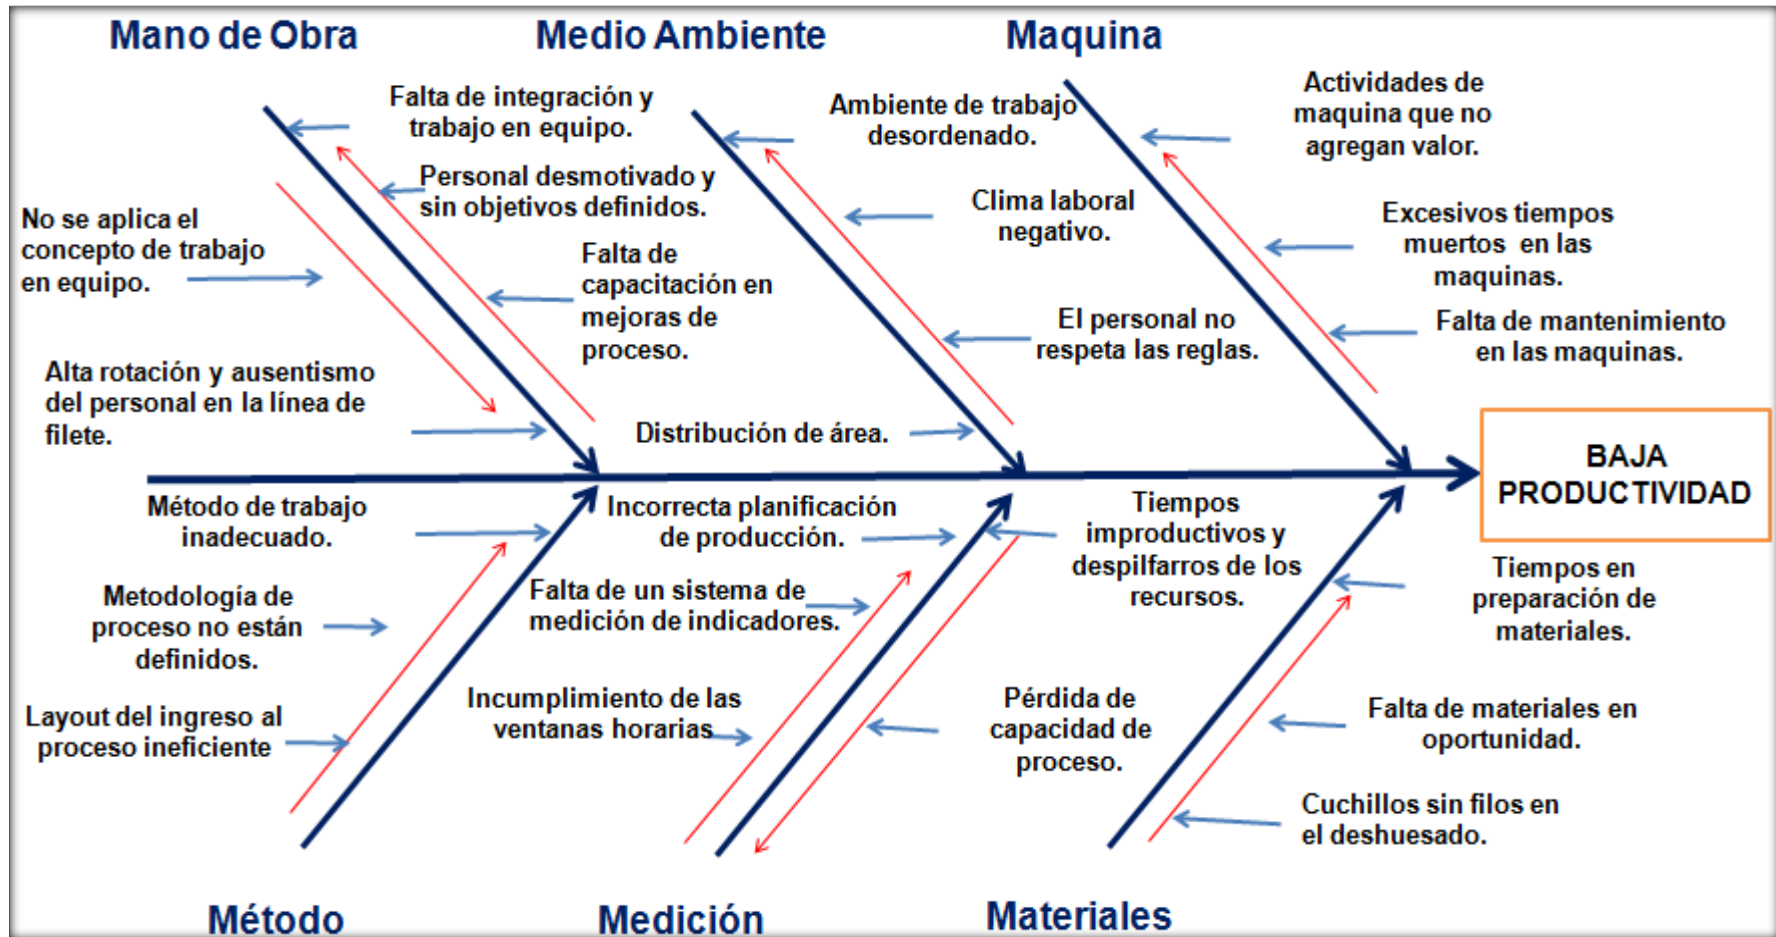 Mano de Obra
Medio Ambiente
Maquina
Falta de integración y
trabajo en equipo.
Personal desmotivado y
sin objetivos definidos.
No se aplica el
concepto de trabajo
en equipo.
Falta de
capacitación en
mejoras de
proceso.
Alta rotación y ausentismo
del personal en la línea de
filete.
Ambiente de trabajo
desordenado.
Clima laboral
negativo.
El personal no
respeta las reglas.
Distribución de área.
Actividades de
maquina que no
agregan valor.
Excesivos tiempos
muertos en las
maquinas.
Falta de mantenimiento
en las maquinas.
BAJA
PRODUCTIVIDAD
Método de trabajo
inadecuado.
Metodología de
proceso no están
definidos.
Layout del ingreso al
proceso ineficiente
Incorrecta planificación
de producción.
Falta de un sistema de
medición de indicadores.
Incumplimiento de las
ventanas horarias
Tiempos
improductivos y
despilfarros de los
recursos.
Pérdida de
capacidad de
proceso.
Tiempos en
preparación de
materiales.
Falta de materiales en
oportunidad.
Cuchillos sin filos en
el deshuesado.
Método
Medición
Materiales